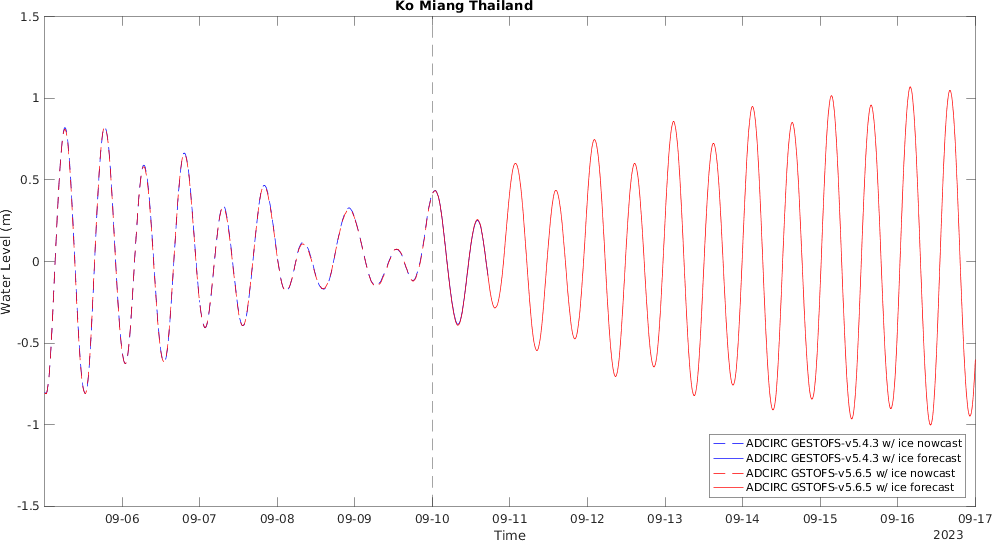 Ko Miang Thailand
1.5
1
0.5
0
-0.5
-1
-1.5
Water Level (m)
09-06
09-07
09-08
09-09
09-10
09-11
09-12
09-13
09-14
09-15
09-16
09-17
Time
2023
ADCIRC GESTOFS-v5.4.3 w/ ice nowcast
ADCIRC GESTOFS-v5.4.3 w/ ice forecast
ADCIRC GSTOFS-v5.6.5 w/ ice nowcast
ADCIRC GSTOFS-v5.6.5 w/ ice forecast